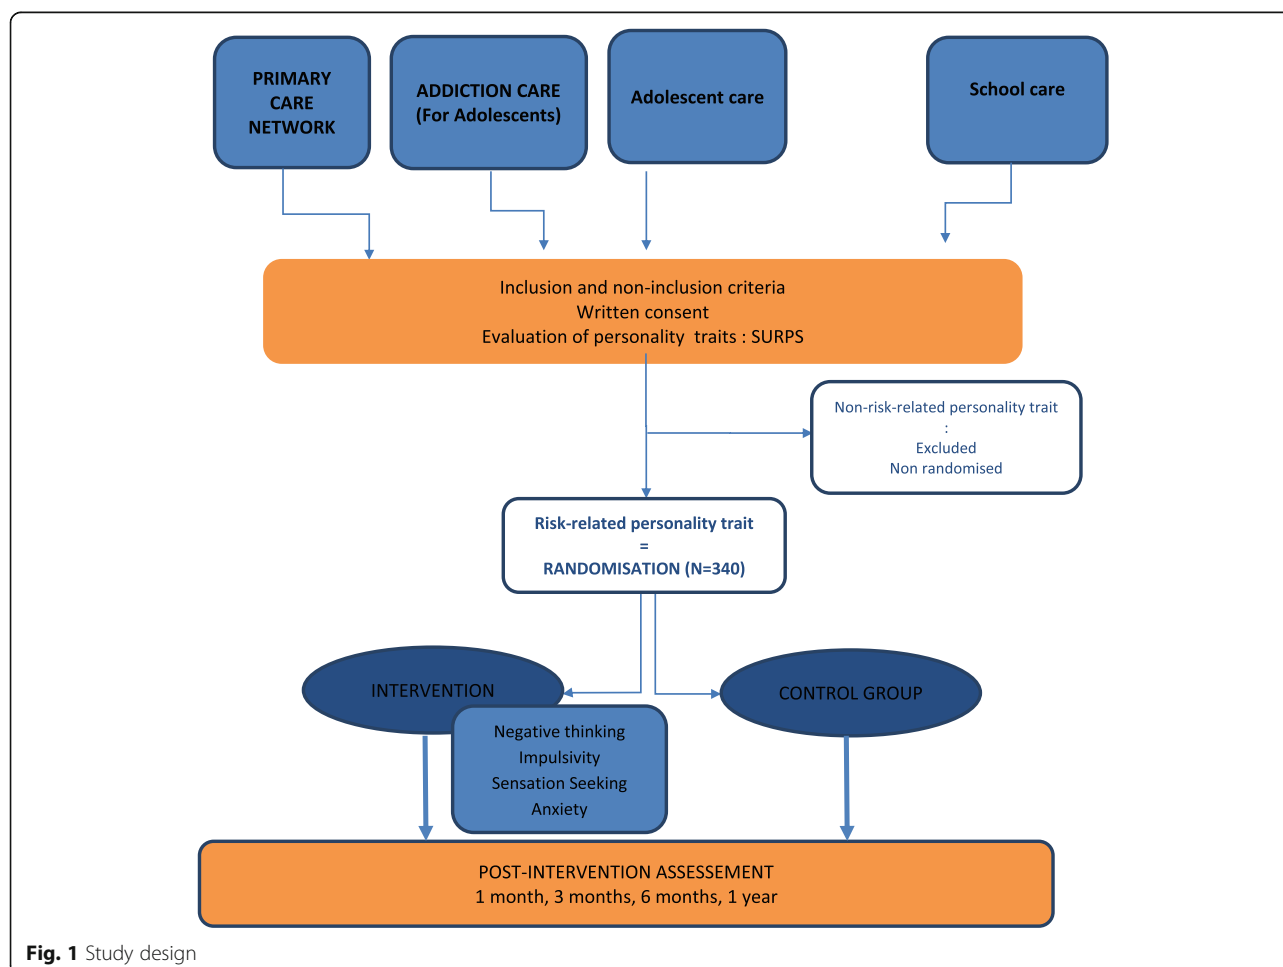 PRIMARY
CARE
NETWORK
ADDICTION CARE
(For Adolescents)
Adolescent care
School care
Inclusion and non-inclusion criteria
Written consent
Evaluation of personality traits : SURPS
Non-risk-related personality trait
:
Excluded
Non randomised
Risk-related personality trait
=
RANDOMISATION (N=340)
INTERVENTION
CONTROL GROUP
Negative thinking
Impulsivity
Sensation Seeking
Anxiety
POST-INTERVENTION ASSESSEMENT
1 month, 3 months, 6 months, 1 year
Fig. 1 Study design